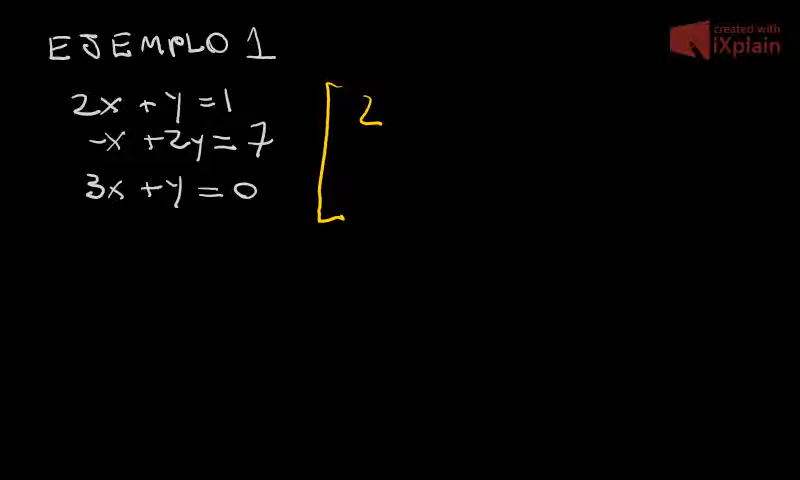 EJEMPLO 1
2x + y = 1
-x + 2y = 7
3x + y = 0
[ 2
created with
iXplain